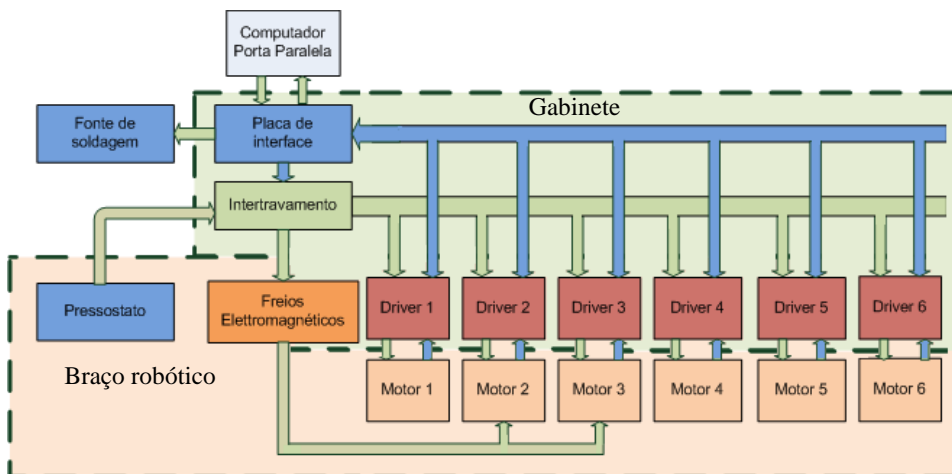 Computador
Porta Paralela
Gabinete
Fonte de
soldagem
Placa de
interface
Intertravamento
Pressostato
Freios
Elettromagnéticos
Driver 1
Driver 2
Driver 3
Driver 4
Driver 5
Driver 6
Braço robótico
Motor 1
Motor 2
Motor 3
Motor 4
Motor 5
Motor 6